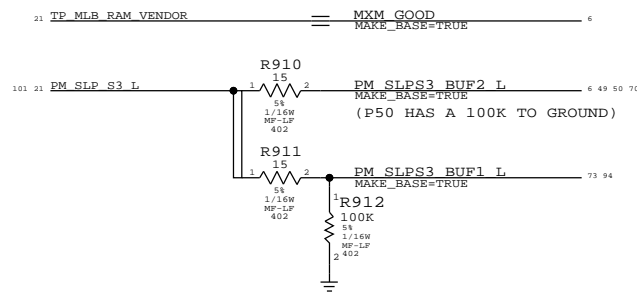 21 TP_MLB_RAM_VENDOR MXM_GOOD 6
MAKE_BASE=TRUE
R910
15
101 21 PM_SLP_S3_L 1 2 PM_SLPS3_BUF2_L 6 49 50 70
5% MAKE_BASE=TRUE
1/16W
MF-LF (P50 HAS A 100K TO GROUND)
402
R911
15
1 2 PM_SLPS3_BUF1_L 73 94
5% MAKE_BASE=TRUE
1/16W
MF-LF
402
1 R912
100K
5%
1/16W
MF-LF
2 402